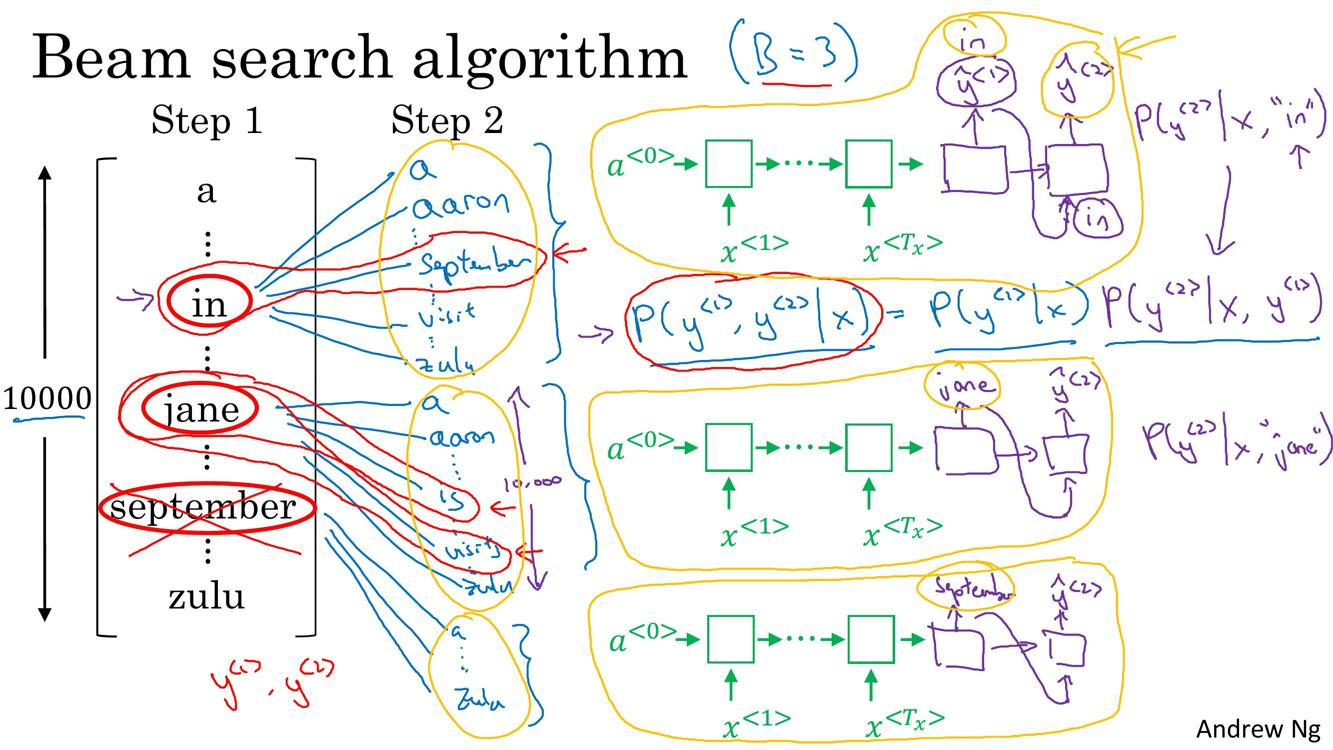 Beam search algorithm (B = 3)
Step 1 Step 2
a
in
jane
september
zulu
10000
y<1>, y<2>
a
aaron
September
visit
zulu
a
aaron
is
visits
zulu
10,000
a
zulu
in
ŷ<1> ŷ<2>
a<0>
x<1> x<Tx>
in
P(y<2>|x, "in")
P(y<1>, y<2>|x) = P(y<1>|x) P(y<2>|x, y<1>)
jane ŷ<2>
a<0>
x<1> x<Tx>
P(y<2>|x, "jane")
september ŷ<2>
a<0>
x<1> x<Tx>
Andrew Ng